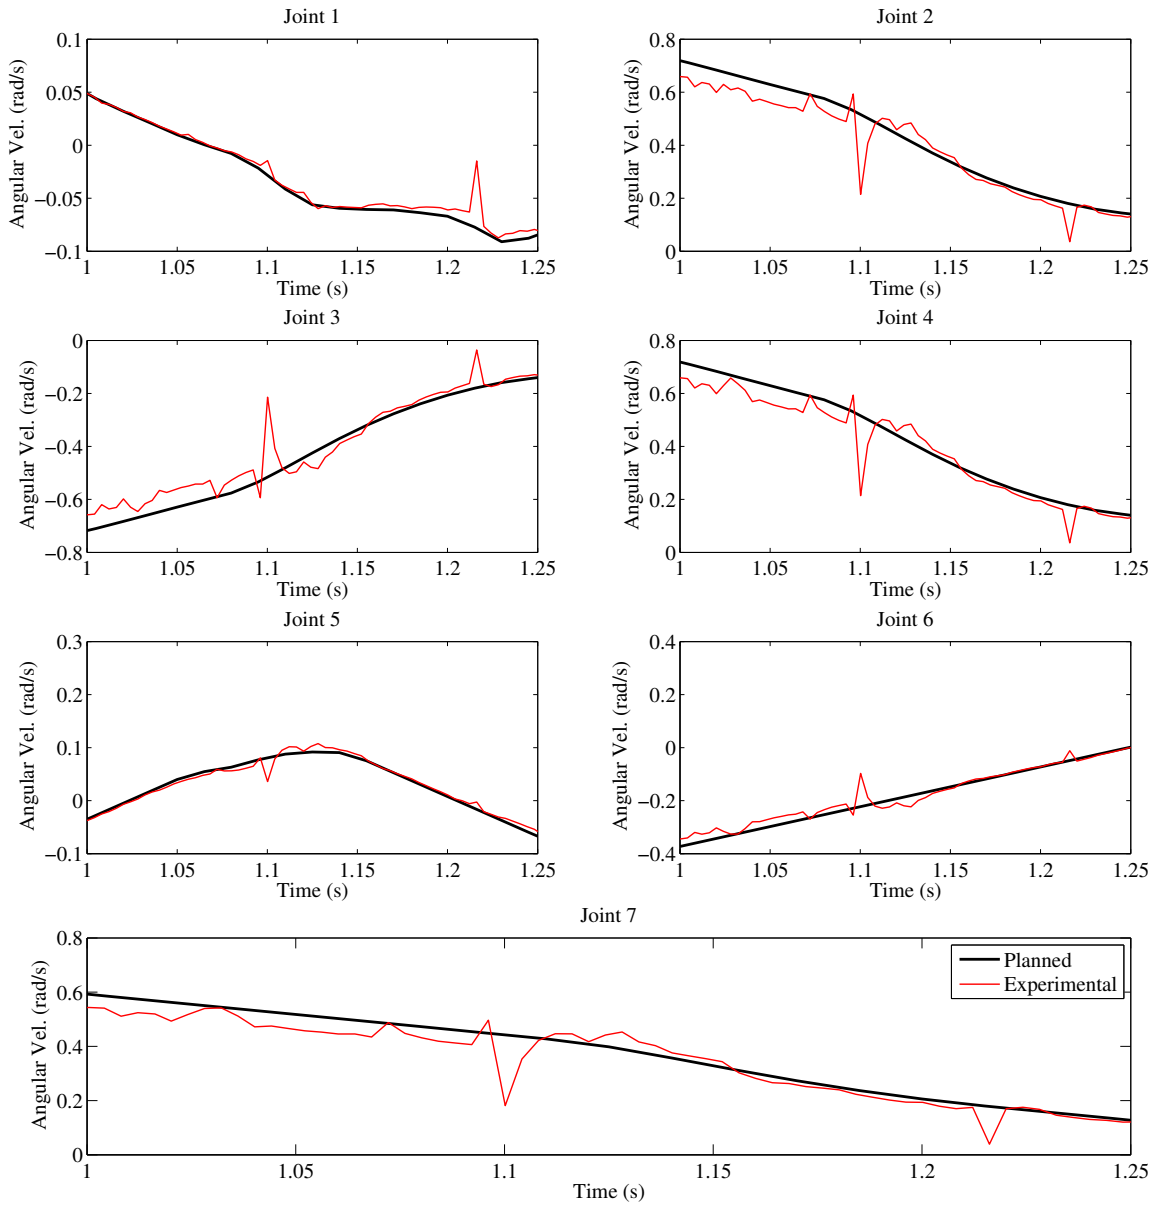 Joint 1
Angular Vel. (rad/s)
0.1
0.05
0
−0.05
−0.1
1 1.05 1.1 1.15 1.2 1.25
Time (s)
Joint 2
Angular Vel. (rad/s)
0.8
0.6
0.4
0.2
0
1 1.05 1.1 1.15 1.2 1.25
Time (s)
Joint 3
Angular Vel. (rad/s)
0
−0.2
−0.4
−0.6
−0.8
1 1.05 1.1 1.15 1.2 1.25
Time (s)
Joint 4
Angular Vel. (rad/s)
0.8
0.6
0.4
0.2
0
1 1.05 1.1 1.15 1.2 1.25
Time (s)
Joint 5
Angular Vel. (rad/s)
0.3
0.2
0.1
0
−0.1
1 1.05 1.1 1.15 1.2 1.25
Time (s)
Joint 6
Angular Vel. (rad/s)
0.4
0.2
0
−0.2
−0.4
1 1.05 1.1 1.15 1.2 1.25
Time (s)
Joint 7
Angular Vel. (rad/s)
0.8
0.6
0.4
0.2
0
Planned
Experimental
1 1.05 1.1 1.15 1.2 1.25
Time (s)